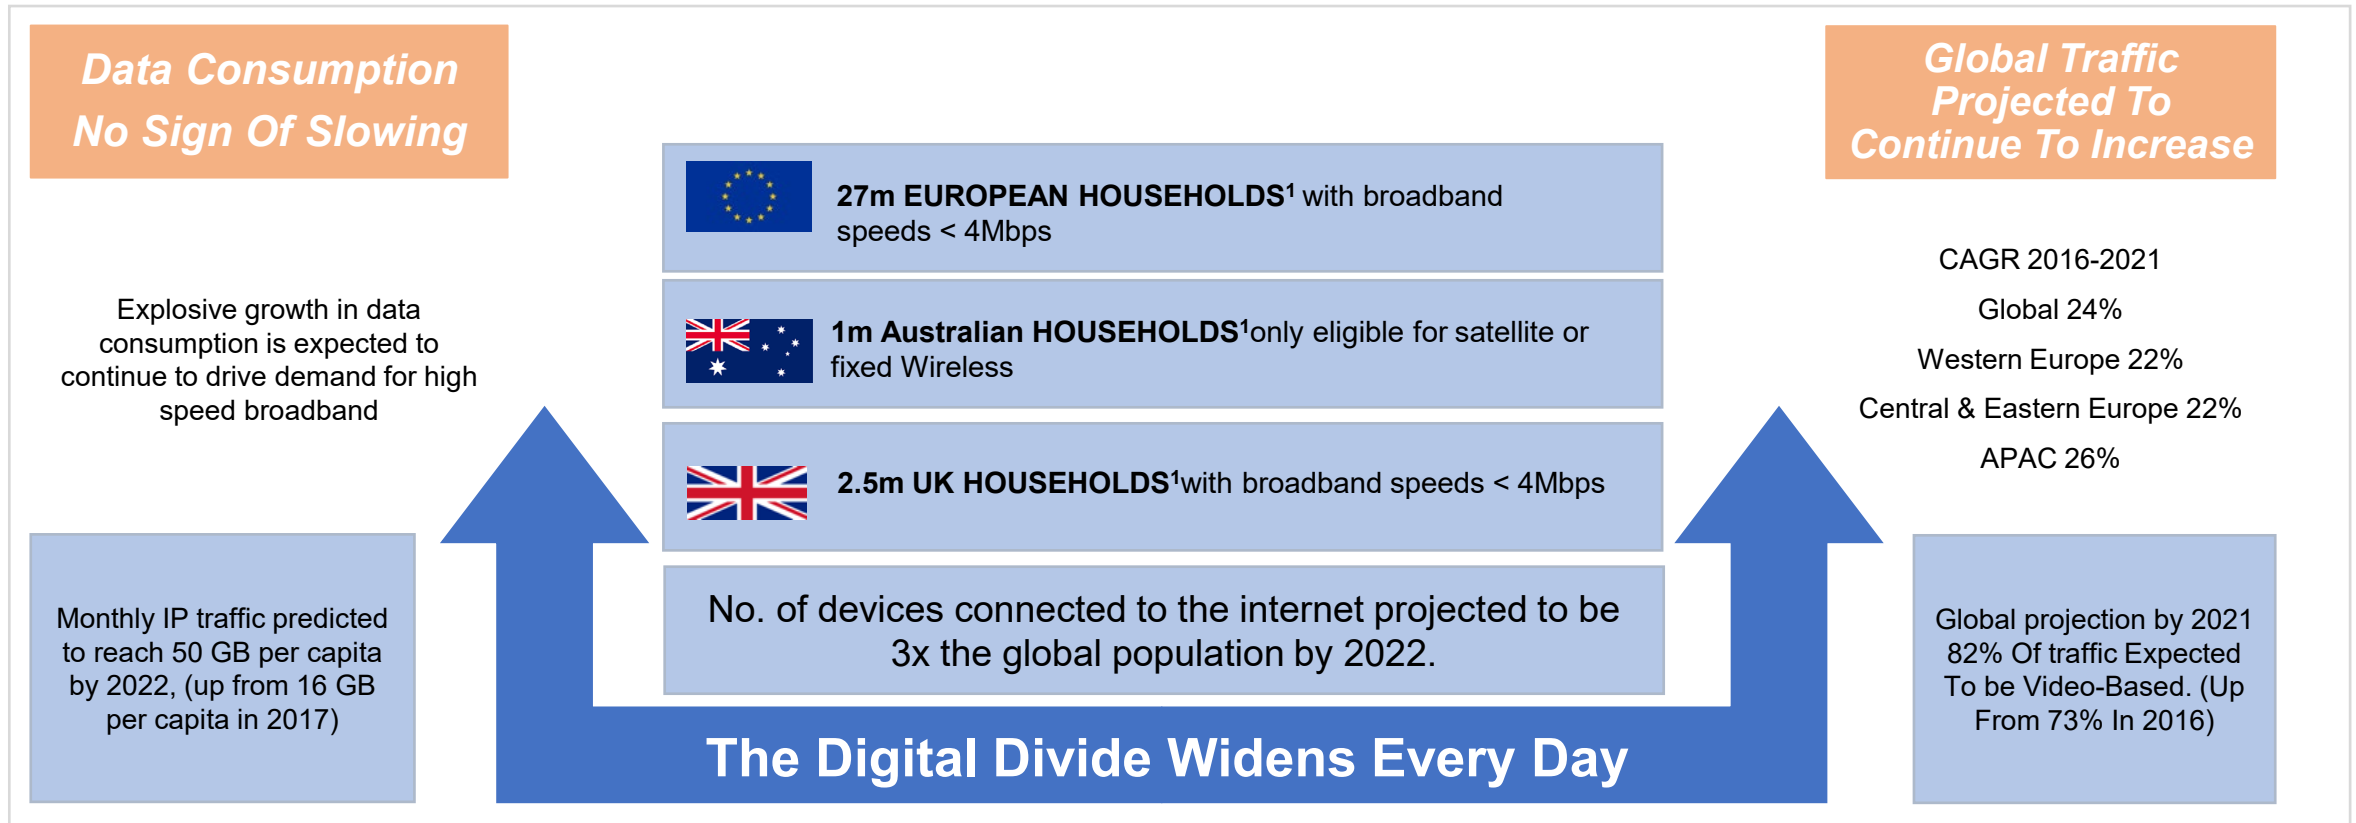 Data Consumption
No Sign Of Slowing
Explosive growth in data
consumption is expected to
continue to drive demand for high
speed broadband
Monthly IP traffic predicted
to reach 50 GB per capita
by 2022, (up from 16 GB
per capita in 2017)
27m EUROPEAN HOUSEHOLDS¹ with broadband
speeds < 4Mbps
1m Australian HOUSEHOLDS¹only eligible for satellite or
fixed Wireless
2.5m UK HOUSEHOLDS¹with broadband speeds < 4Mbps
No. of devices connected to the internet projected to be
3x the global population by 2022.
The Digital Divide Widens Every Day
Global Traffic
Projected To
Continue To Increase
CAGR 2016-2021
Global 24%
Western Europe 22%
Central & Eastern Europe 22%
APAC 26%
Global projection by 2021
82% Of traffic Expected
To be Video-Based. (Up
From 73% In 2016)